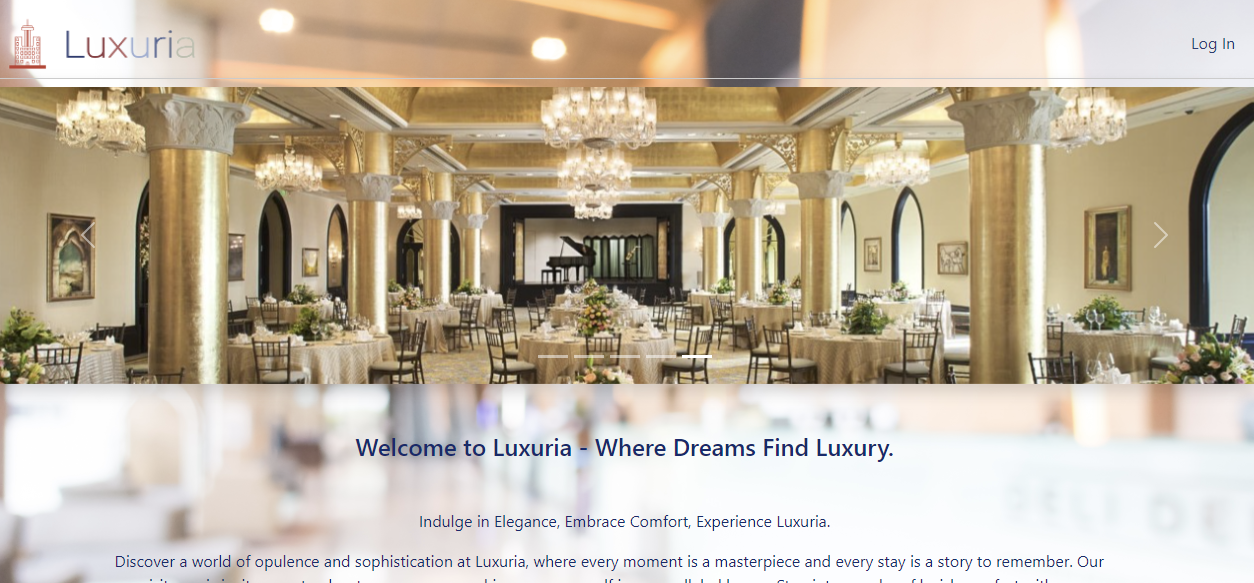 Luxuria
Log In
Welcome to Luxuria - Where Dreams Find Luxury.
Indulge in Elegance, Embrace Comfort, Experience Luxuria.
Discover a world of opulence and sophistication at Luxuria, where every moment is a masterpiece and every stay is a story to remember. Our